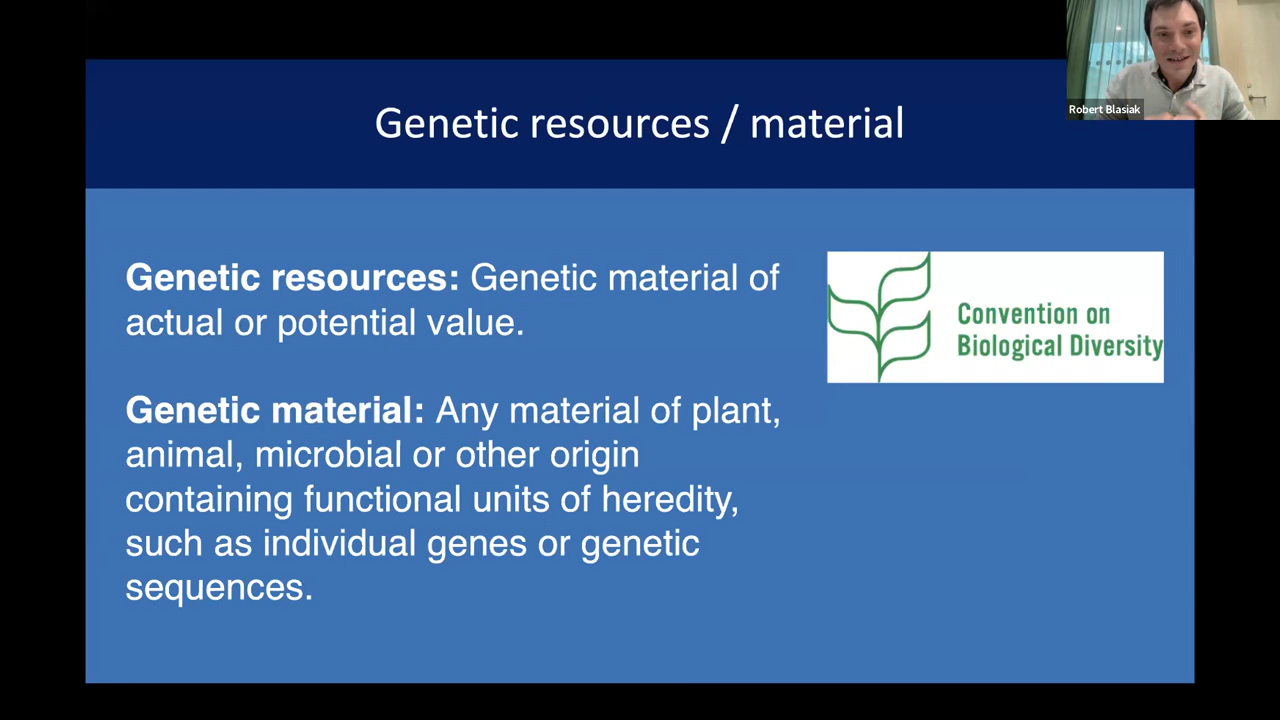 Robert Blasiak
Genetic resources / material
Genetic resources: Genetic material of
actual or potential value.
Convention on
Biological Diversity
Genetic material: Any material of plant,
animal, microbial or other origin
containing functional units of heredity,
such as individual genes or genetic
sequences.